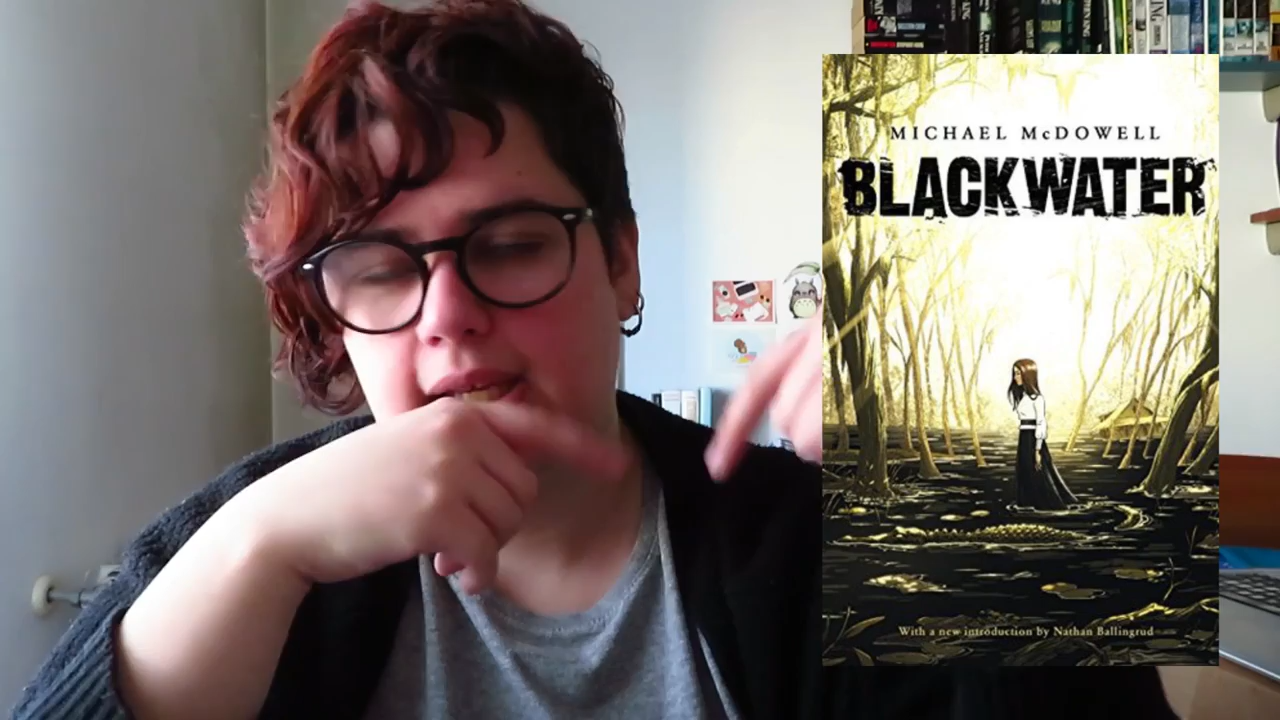 MICHAEL McDOWELL
BLACKWATER
With a new introduction by Nathan Ballingrud